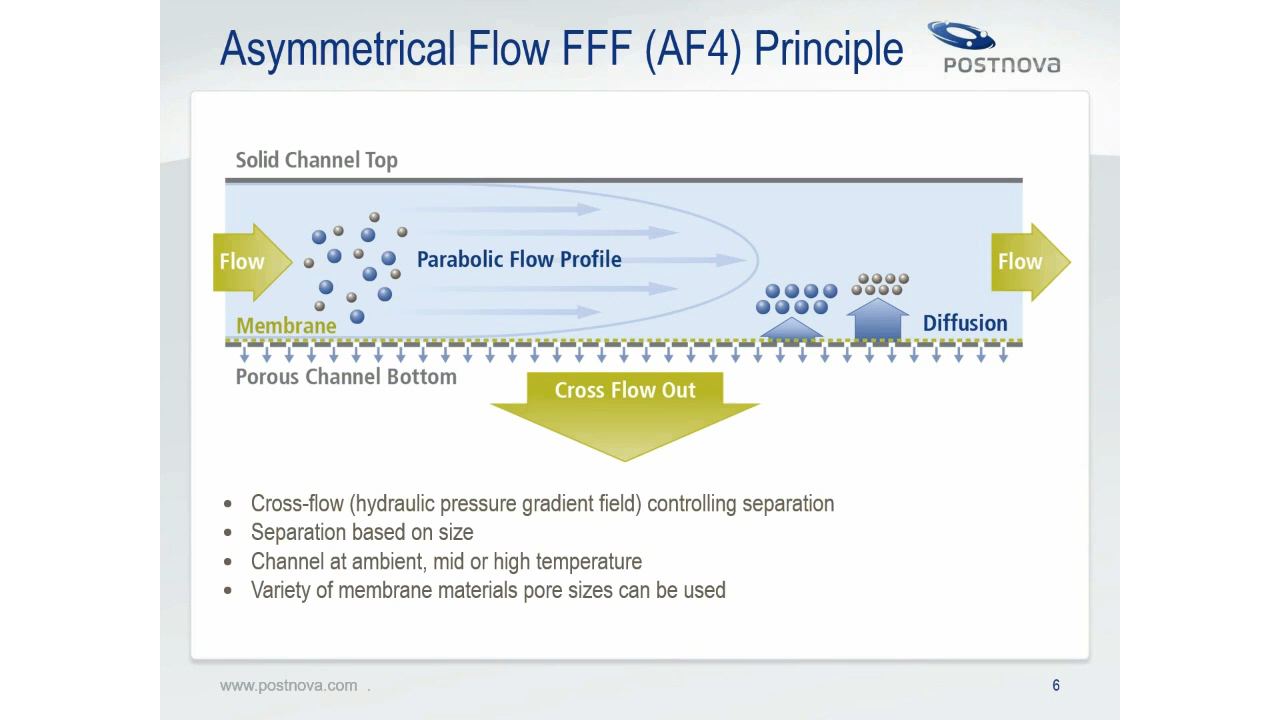 Asymmetrical Flow FFF (AF4) Principle
POSTNOVA
Solid Channel Top
Flow
Parabolic Flow Profile
Flow
Membrane
Diffusion
Porous Channel Bottom
Cross Flow Out
• Cross-flow (hydraulic pressure gradient field) controlling separation
• Separation based on size
• Channel at ambient, mid or high temperature
• Variety of membrane materials pore sizes can be used
www.postnova.com .
6